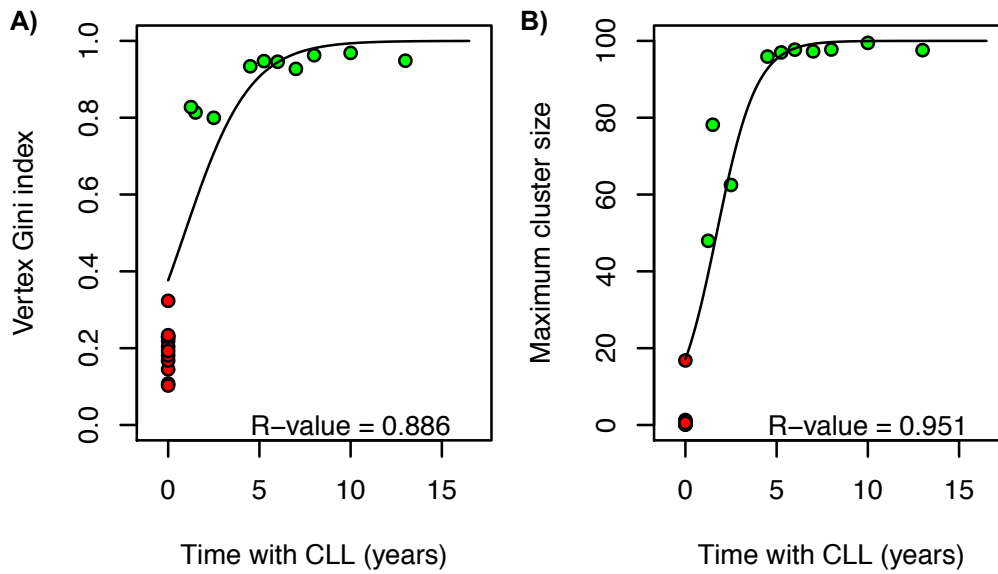 A)
Vertex Gini index
1.0
0.8
0.6
0.4
0.2
0.0
R−value = 0.886
0 5 10 15
Time with CLL (years)
B)
Maximum cluster size
100
80
60
40
20
0
R−value = 0.951
0 5 10 15
Time with CLL (years)